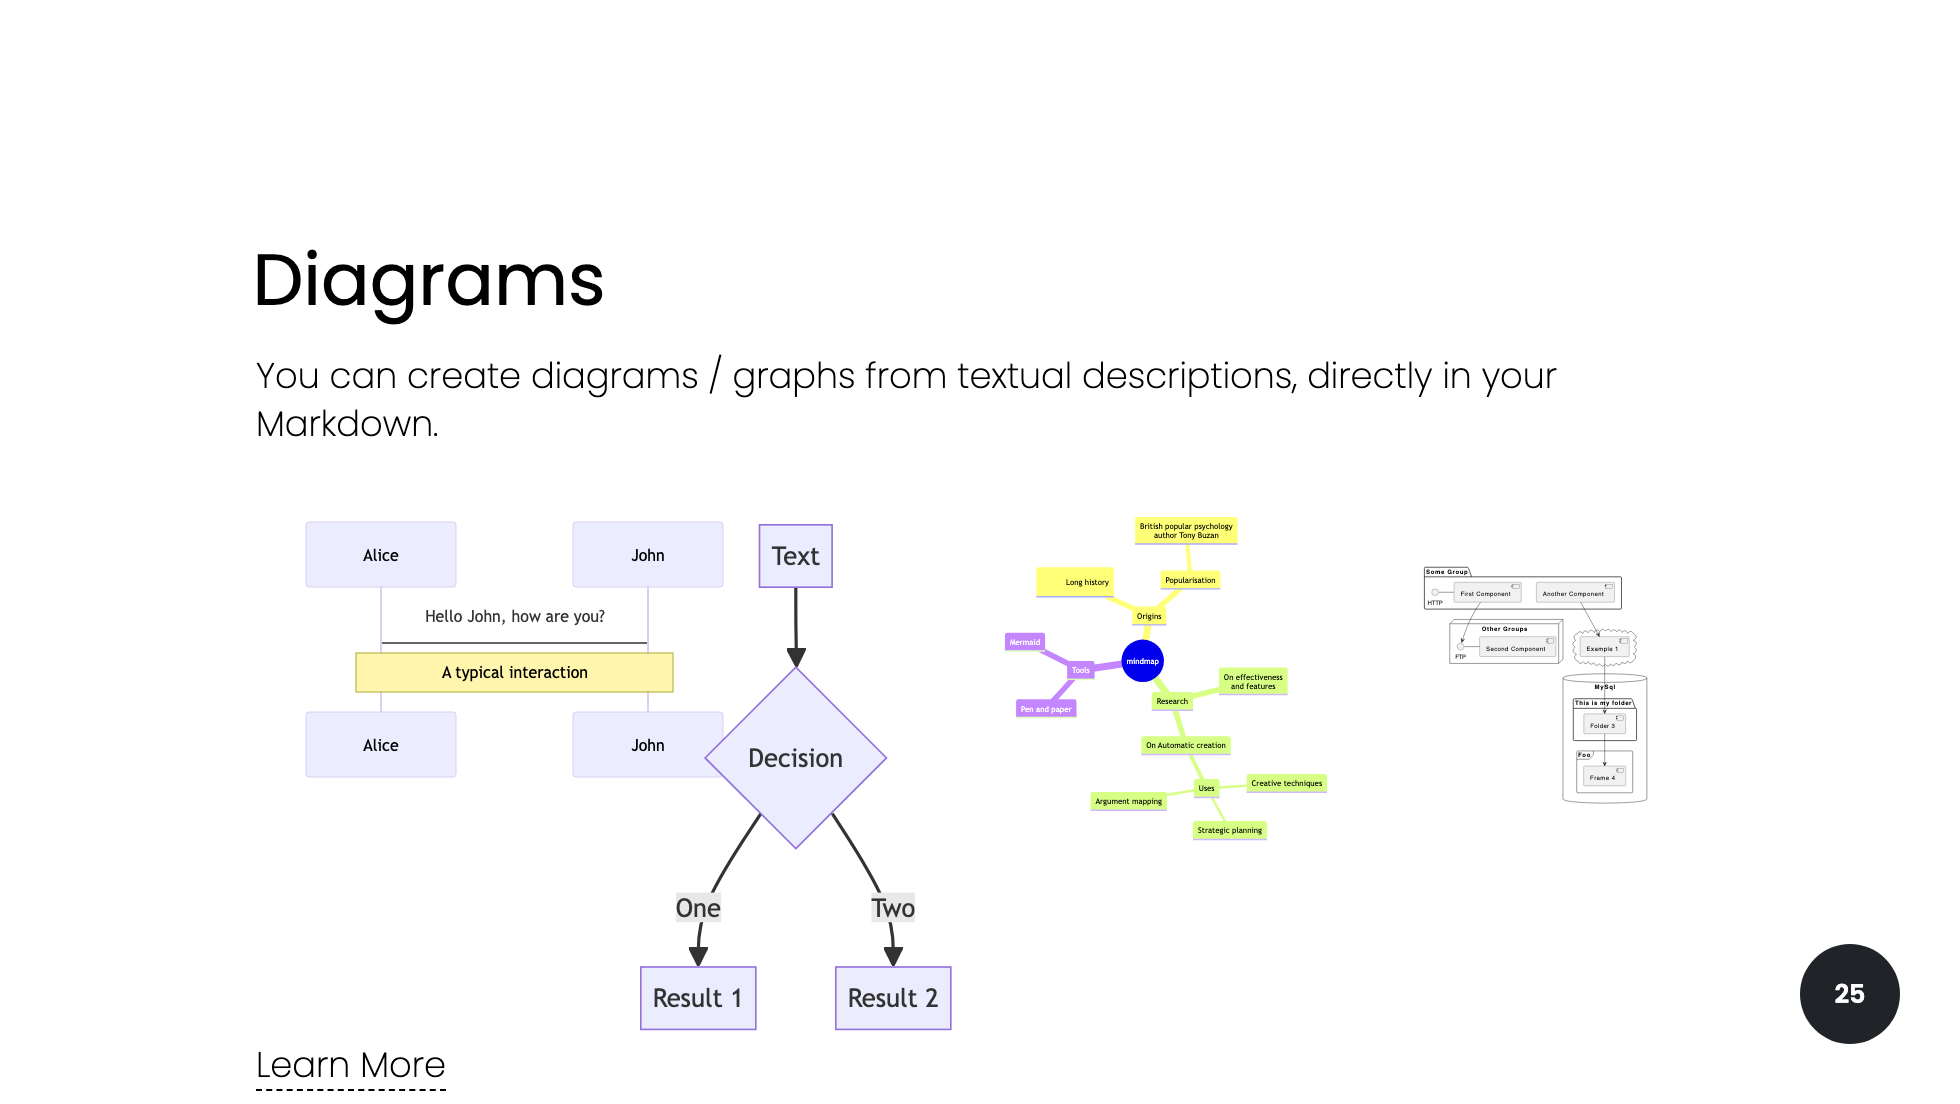 Diagrams
You can create diagrams / graphs from textual descriptions, directly in your
Markdown.
Alice
John
Hello John, how are you?
A typical interaction
Alice
John
Text
Decision
One
Two
Result 1
Result 2
British popular psychology
author Tony Buzan
Long history
Popularisation
Origins
Mermaid
Tools
mindmap
Pen and paper
On effectiveness
and features
Research
On Automatic creation
Uses
Creative techniques
Argument mapping
Strategic planning
Some Group
HTTP
First Component
Another Component
Other Groups
FTP
Second Component
Example 1
MySql
This is my folder
Folder 3
Foo
Frame 4
25
Learn More